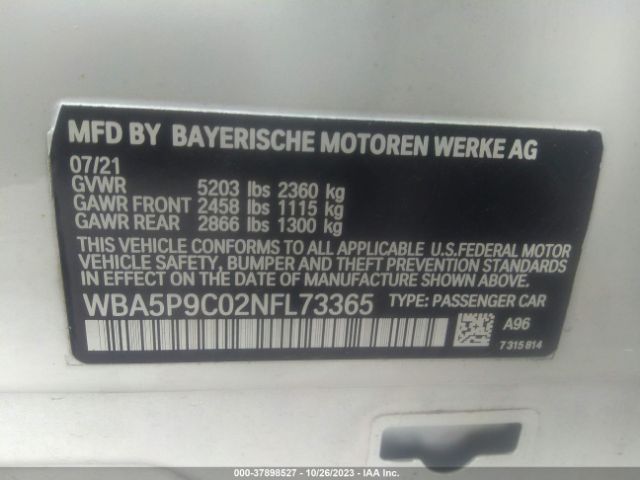 MFD BY BAYERISCHE MOTOREN WERKE AG
07/21
GVWR 5203 lbs 2360 kg
GAWR FRONT 2458 lbs 1115 kg
GAWR REAR 2866 lbs 1300 kg
THIS VEHICLE CONFORMS TO ALL APPLICABLE U.S.FEDERAL MOTOR
VEHICLE SAFETY, BUMPER AND THEFT PREVENTION STANDARDS
IN EFFECT ON THE DATE OF MANUFACTURE SHOWN ABOVE.
WBA5P9C02NFL73365 TYPE: PASSENGER CAR
A96
7 315 814
000-37898527 - 10/26/2023 - IAA Inc.